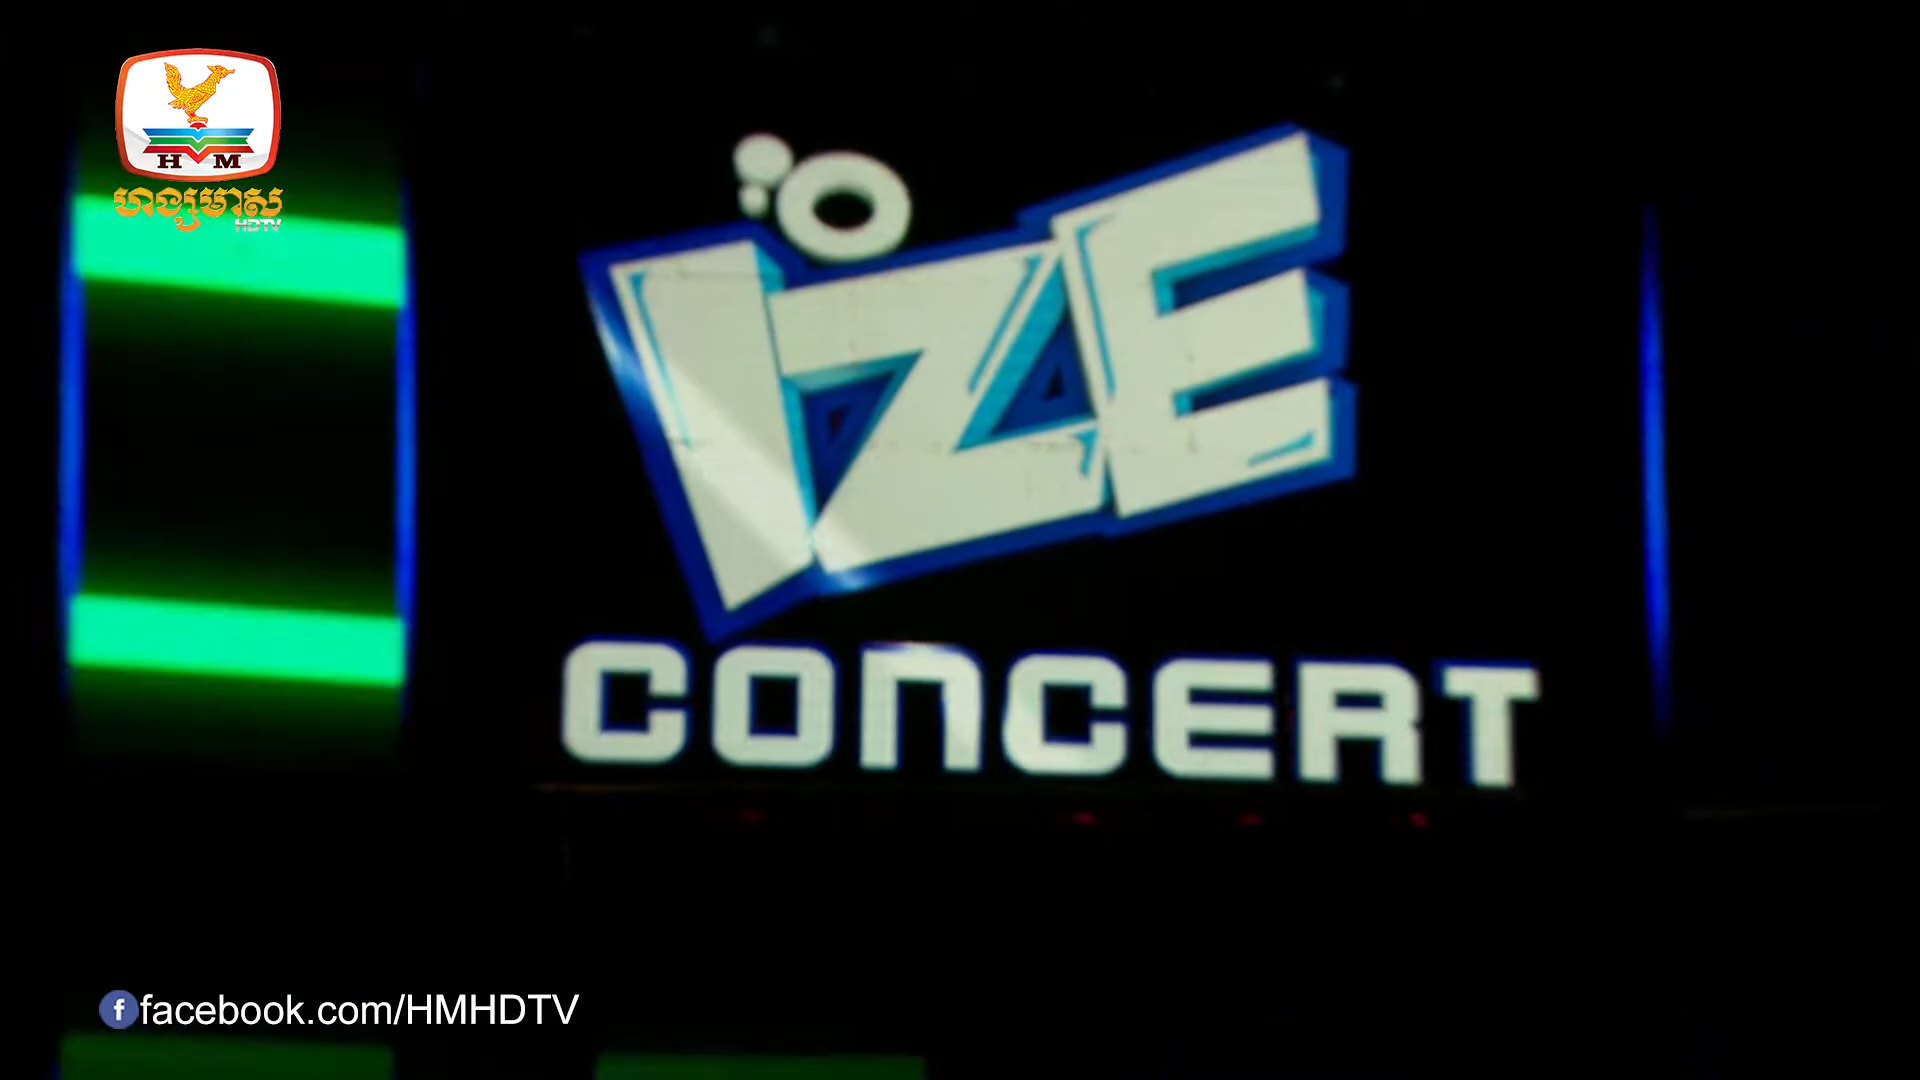 H M
ហង្សមាស
HDTV
IZE
CONCERT
facebook.com/HMHDTV